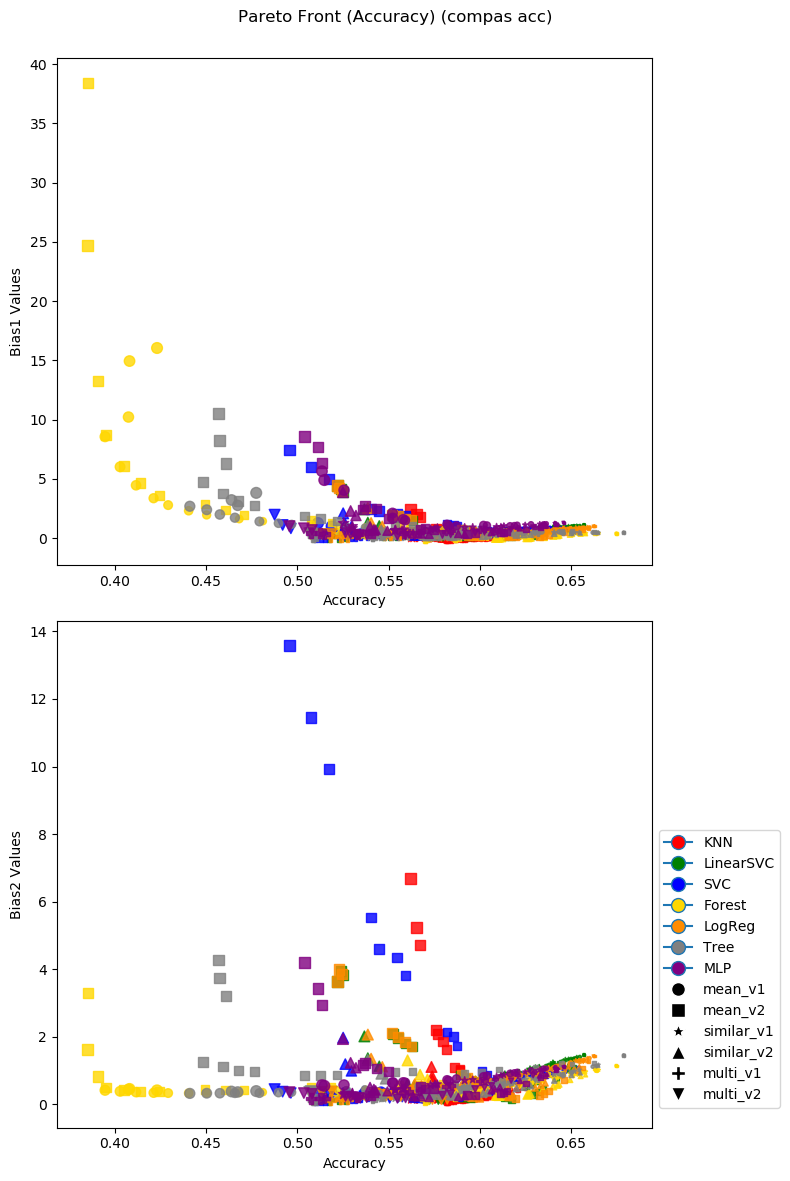 Pareto Front (Accuracy) (compas acc)
40
35
30
25
20
15
10
5
0
Bias1 Values
0.40 0.45 0.50 0.55 0.60 0.65
Accuracy
14
12
10
8
6
4
2
0
Bias2 Values
0.40 0.45 0.50 0.55 0.60 0.65
Accuracy
KNN
LinearSVC
SVC
Forest
LogReg
Tree
MLP
mean_v1
mean_v2
similar_v1
similar_v2
multi_v1
multi_v2